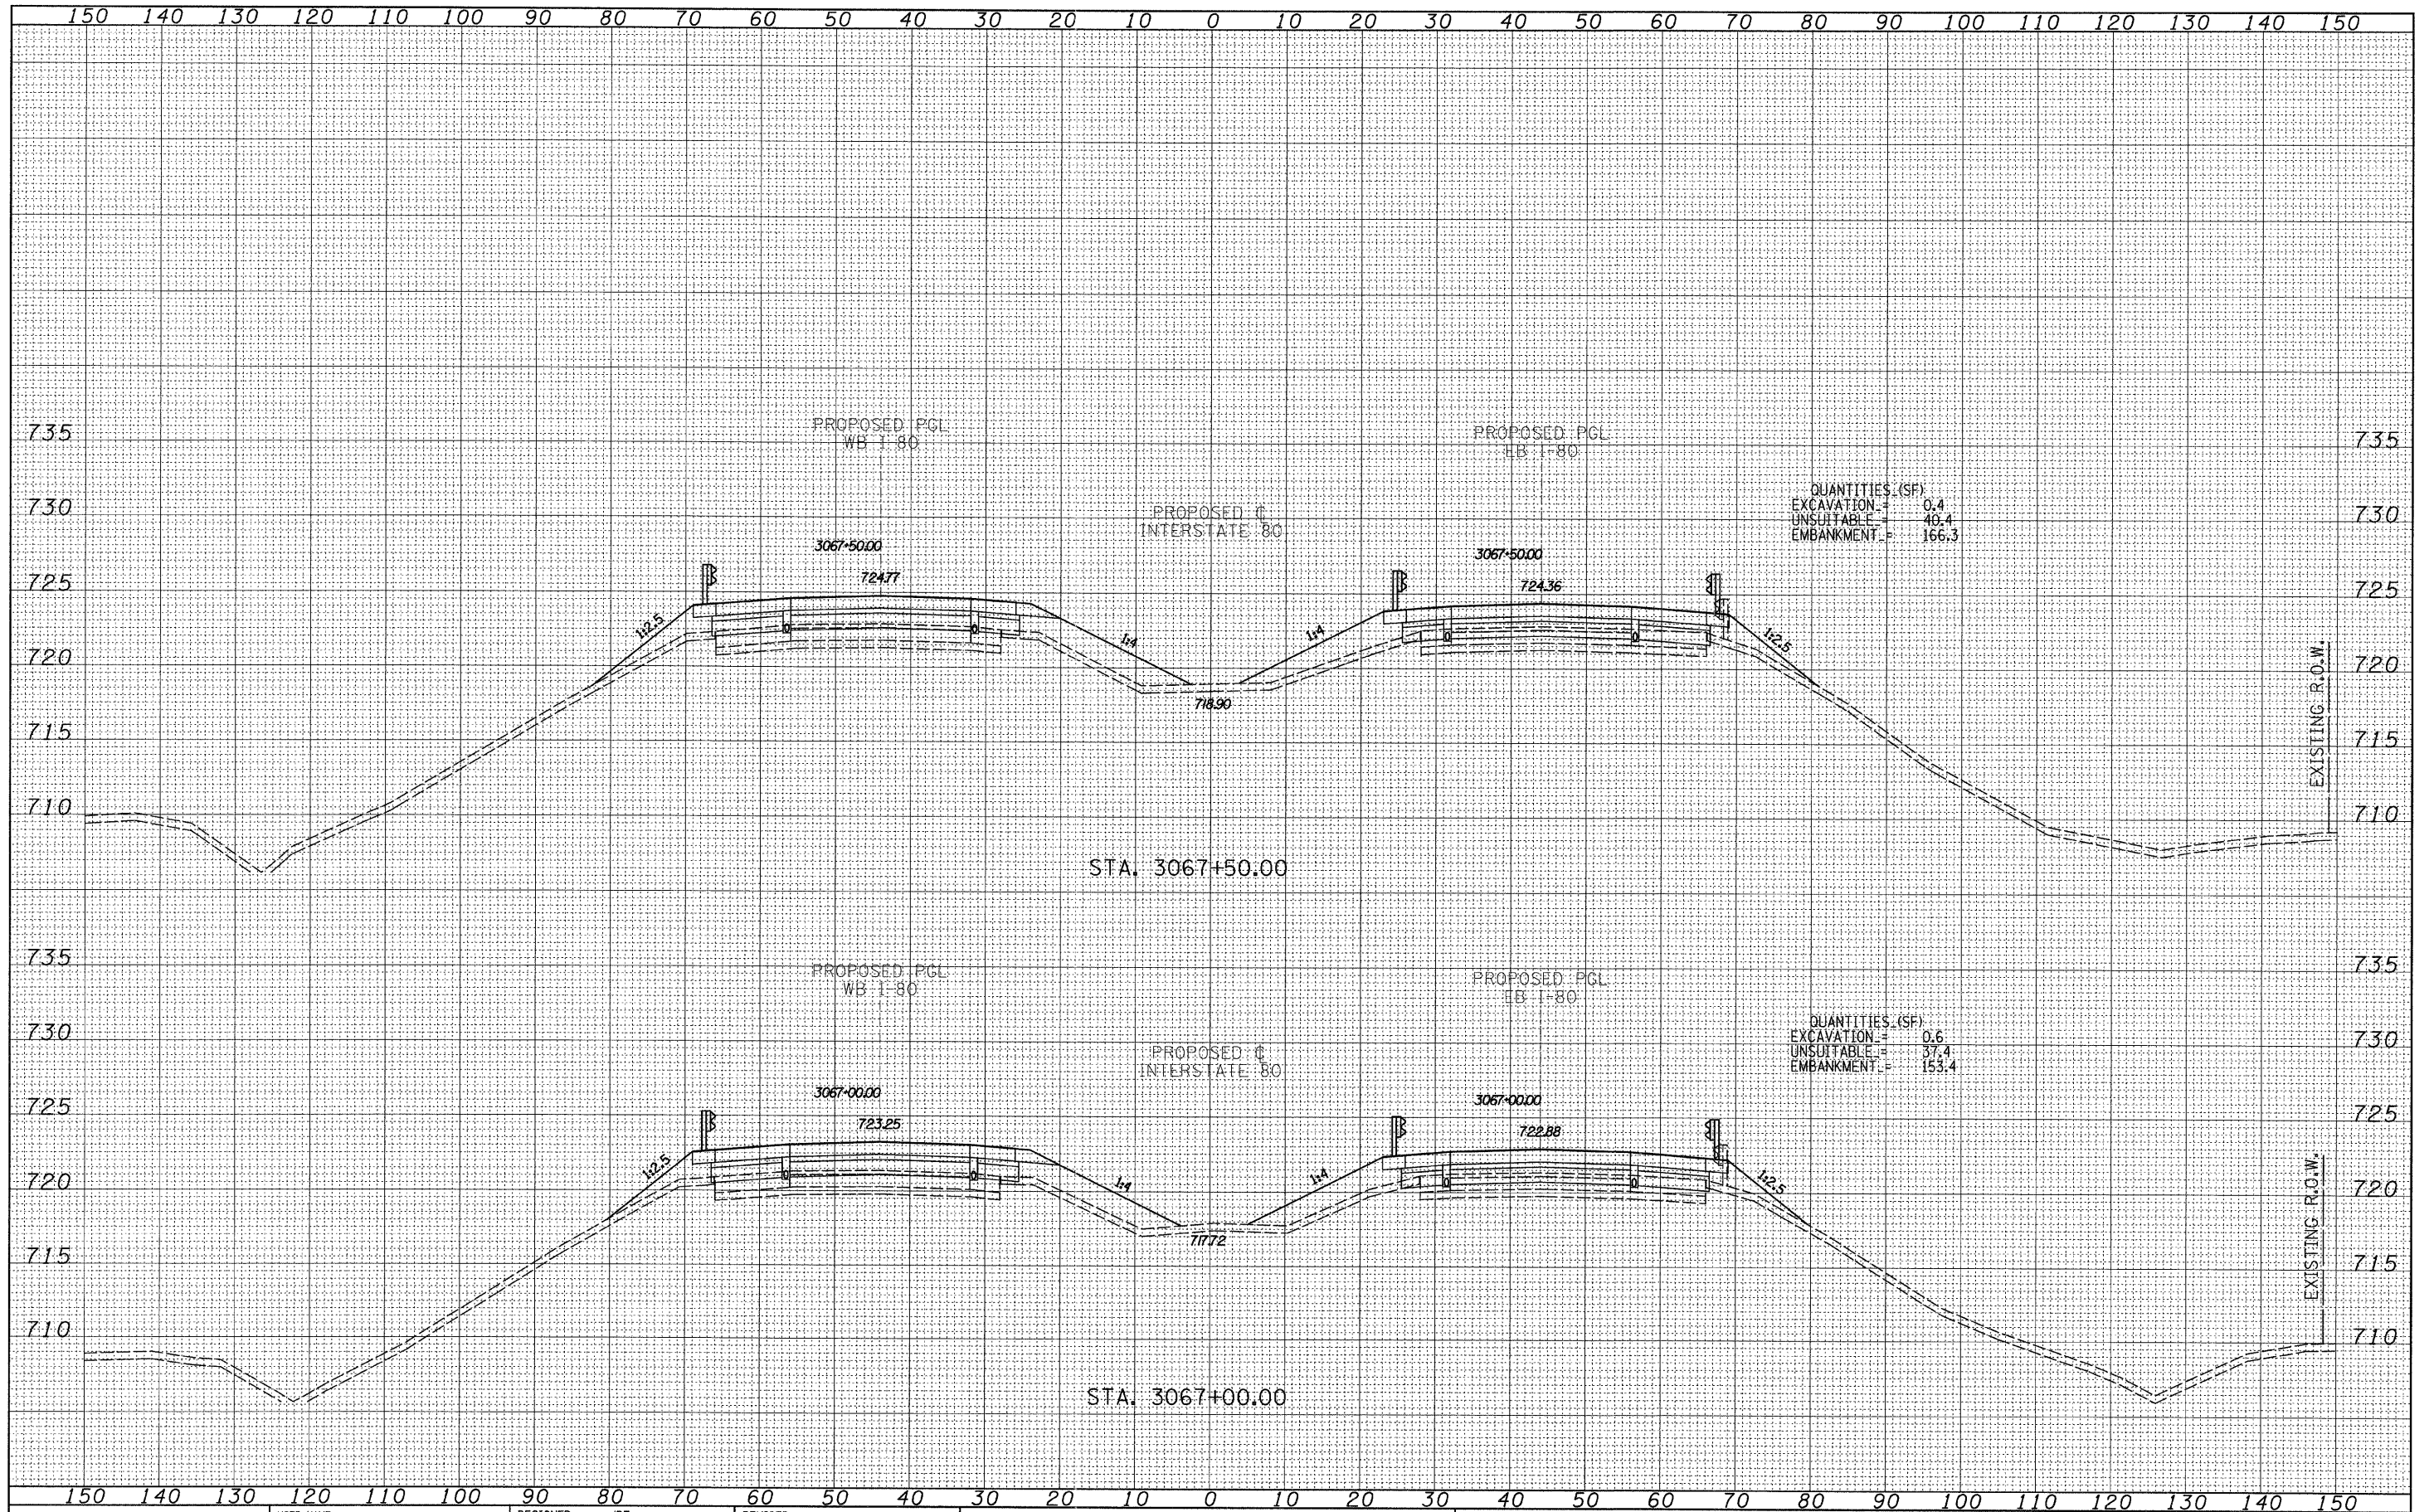 150 140 130 120 110 100 90 80 70 60 50 40 30 20 10 0 10 20 30 40 50 60 70 80 90 100 110 120 130 140 150
PROPOSED PGL
WB I-80
PROPOSED PGL
EB I-80
735 735
QUANTITIES (SF)
EXCAVATION = 0.4
UNSUITABLE = 40.4
EMBANKMENT = 166.3
PROPOSED ℄
INTERSTATE 80
730 730
3067+50.00
3067+50.00
724.77
724.36
725 725
1:2.5
1:4
1:4
1:2.5
720 720
718.90
EXISTING R.O.W.
715 715
710 710
STA. 3067+50.00
735 735
PROPOSED PGL
WB I-80
PROPOSED PGL
EB I-80
QUANTITIES (SF)
EXCAVATION = 0.6
UNSUITABLE = 37.4
EMBANKMENT = 153.4
730 730
PROPOSED ℄
INTERSTATE 80
3067+00.00
3067+00.00
725 725
723.25
722.88
1:2.5
1:4
1:4
1:2.5
720 720
717.72
EXISTING R.O.W.
715 715
710 710
STA. 3067+00.00
150 140 130 120 110 100 90 80 70 60 50 40 30 20 10 0 10 20 30 40 50 60 70 80 90 100 110 120 130 140 150